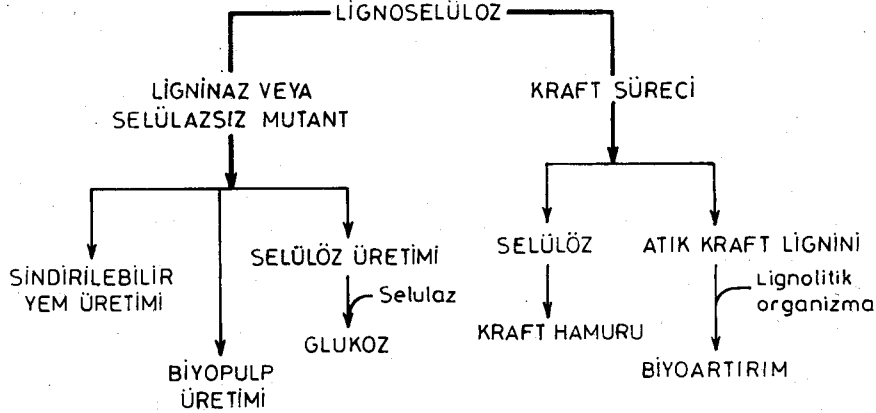 LİGNOSELÜLOZ
LİGNİNAZ VEYA
SELÜLAZSIZ MUTANT
KRAFT SÜRECİ
SİNDİRİLEBİLİR
YEM ÜRETİMİ
BİYOPULP
ÜRETİMİ
SELÜLÖZ ÜRETİMİ
Selulaz
GLUKOZ
SELÜLÖZ
KRAFT HAMURU
ATIK KRAFT LİGNİNİ
Lignolitik
organizma
BİYOARTIRIM